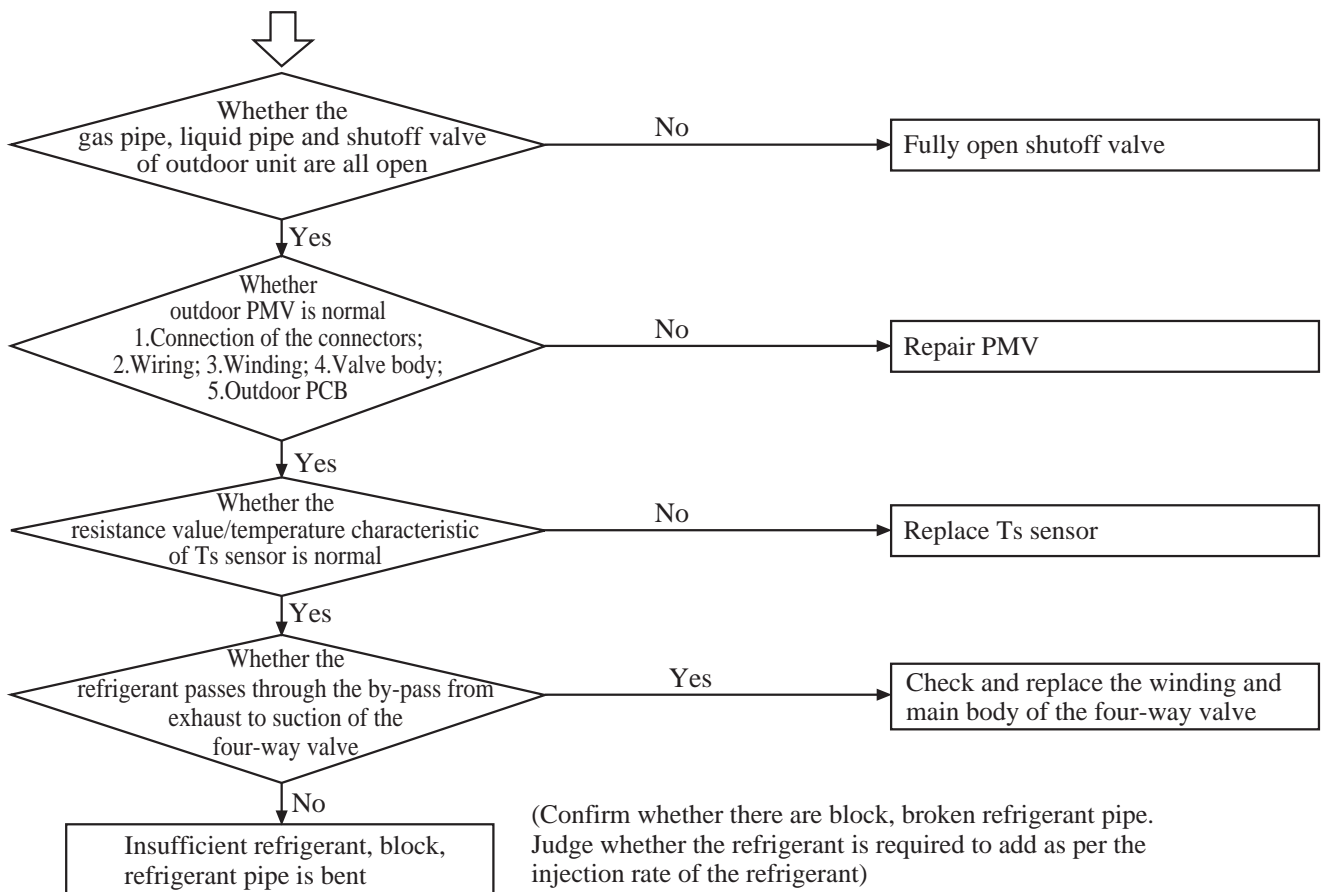 Whether the
gas pipe, liquid pipe and shutoff valve
of outdoor unit are all open
No
Fully open shutoff valve
Yes
Whether
outdoor PMV is normal
1.Connection of the connectors;
2.Wiring; 3.Winding; 4.Valve body;
5.Outdoor PCB
No
Repair PMV
Yes
Whether the
resistance value/temperature characteristic
of Ts sensor is normal
No
Replace Ts sensor
Yes
Whether the
refrigerant passes through the by-pass from
exhaust to suction of the
four-way valve
Yes
Check and replace the winding and
main body of the four-way valve
No
Insufficient refrigerant, block,
refrigerant pipe is bent
(Confirm whether there are block, broken refrigerant pipe.
Judge whether the refrigerant is required to add as per the
injection rate of the refrigerant)